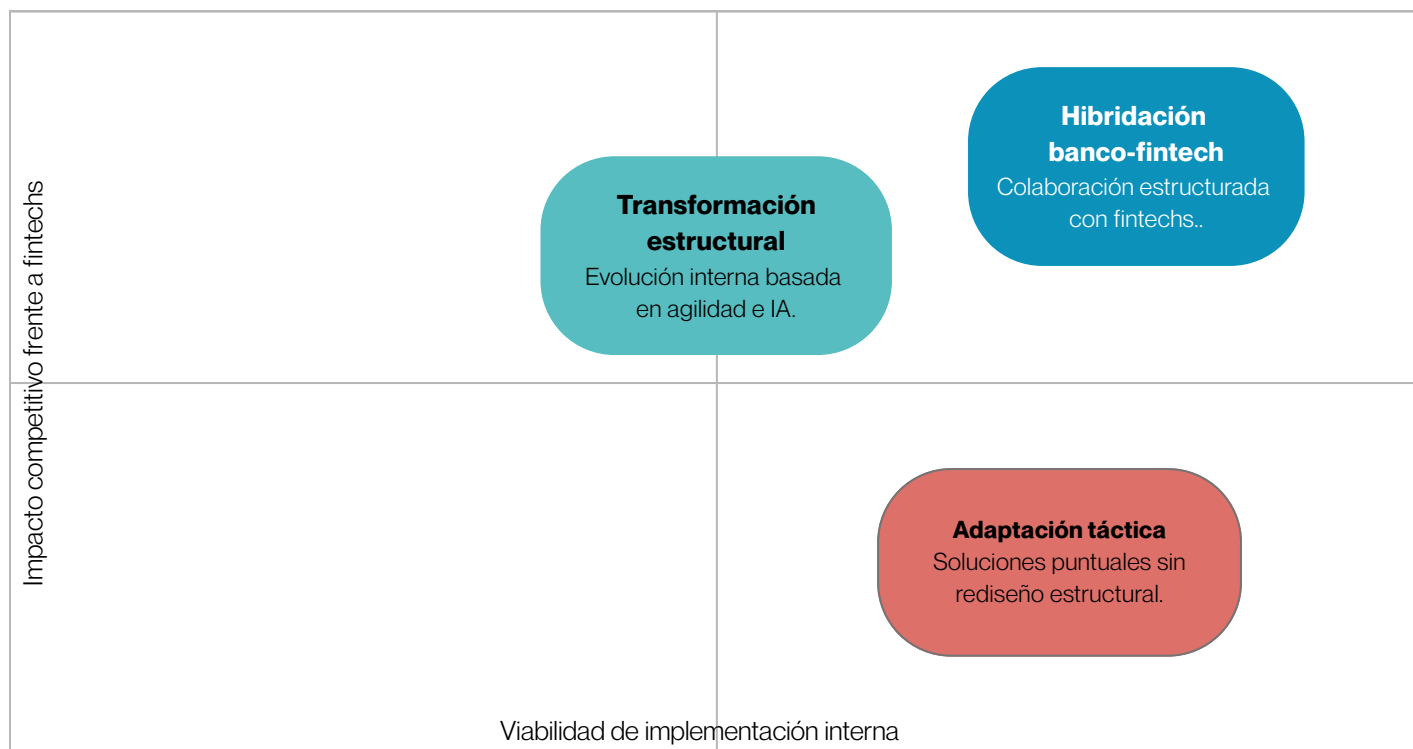 Impacto competitivo frente a fintechs
Hibridación
banco-fintech
Colaboración estructurada
con fintechs..
Transformación
estructural
Evolución interna basada
en agilidad e IA.
Adaptación táctica
Soluciones puntuales sin
rediseño estructural.
Viabilidad de implementación interna